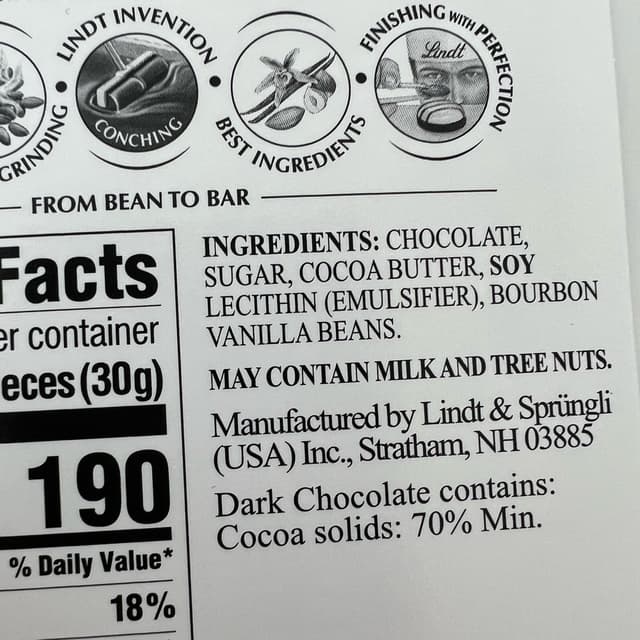 GRINDING
LINDT INVENTION
CONCHING
BEST INGREDIENTS
FINISHING WITH PERFECTION
Lindt
FROM BEAN TO BAR
Facts
er container
eces (30g)
190
% Daily Value*
18%
INGREDIENTS: CHOCOLATE,
SUGAR, COCOA BUTTER, SOY
LECITHIN (EMULSIFIER), BOURBON
VANILLA BEANS.
MAY CONTAIN MILK AND TREE NUTS.
Manufactured by Lindt & Sprüngli
(USA) Inc., Stratham, NH 03885
Dark Chocolate contains:
Cocoa solids: 70% Min.